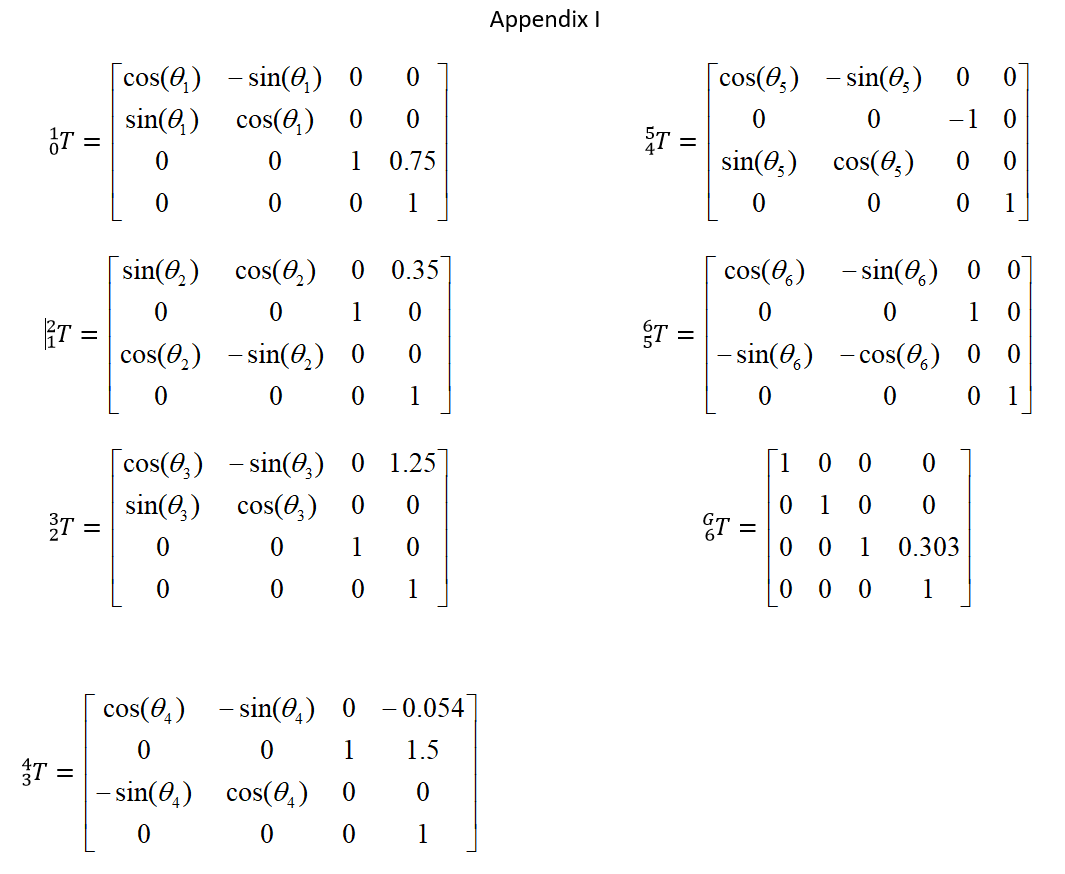 Appendix I
¹₀T = [ cos(θ₁) − sin(θ₁) 0 0
sin(θ₁) cos(θ₁) 0 0
0 0 1 0.75
0 0 0 1 ]
²₁T = [ sin(θ₂) cos(θ₂) 0 0.35
0 0 1 0
cos(θ₂) − sin(θ₂) 0 0
0 0 0 1 ]
³₂T = [ cos(θ₃) − sin(θ₃) 0 1.25
sin(θ₃) cos(θ₃) 0 0
0 0 1 0
0 0 0 1 ]
⁴₃T = [ cos(θ₄) − sin(θ₄) 0 − 0.054
0 0 1 1.5
− sin(θ₄) cos(θ₄) 0 0
0 0 0 1 ]
⁵₄T = [ cos(θ₅) − sin(θ₅) 0 0
0 0 −1 0
sin(θ₅) cos(θ₅) 0 0
0 0 0 1 ]
⁶₅T = [ cos(θ₆) − sin(θ₆) 0 0
0 0 1 0
− sin(θ₆) − cos(θ₆) 0 0
0 0 0 1 ]
ᴳ₆T = [ 1 0 0 0
0 1 0 0
0 0 1 0.303
0 0 0 1 ]